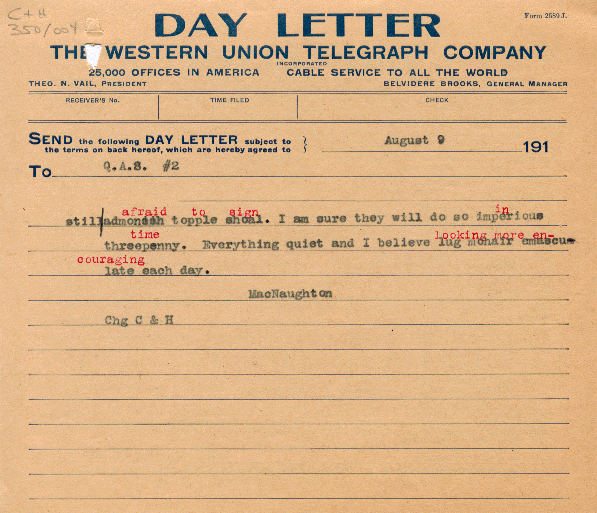 C+H
350/004
Form 2589 J.
DAY LETTER
THE WESTERN UNION TELEGRAPH COMPANY
INCORPORATED
25,000 OFFICES IN AMERICA CABLE SERVICE TO ALL THE WORLD
THEO. N. VAIL, PRESIDENT BELVIDERE BROOKS, GENERAL MANAGER
RECEIVER'S No. TIME FILED CHECK
SEND the following DAY LETTER subject to
the terms on back hereof, which are hereby agreed to
August 9 191
To Q.A.S. #2
afraid to sign in
still admonish topple shoal. I am sure they will do so imperious
time looking more en-
threepenny. Everything quiet and I believe lug mohair
couraging
late each day.
MacNaughton
Chg C & H